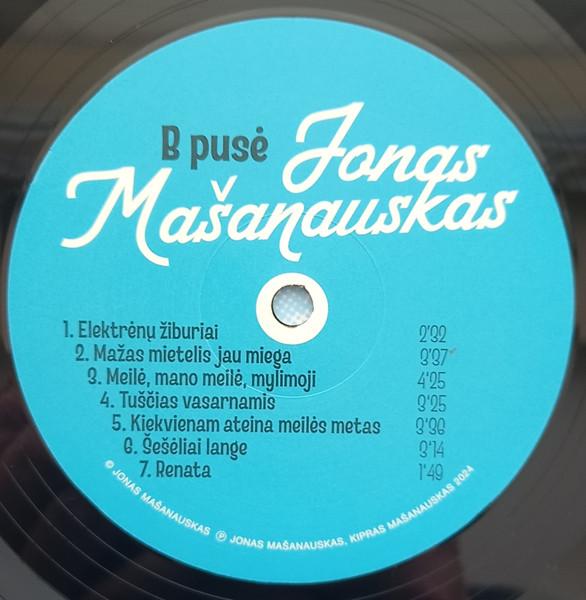 B pusė
Jonas
Mašanauskas
1. Elektrėnų žiburiai 2'32
2. Mažas mietelis jau miega 3'37
3. Meilė, mano meilė, mylimoji 4'25
4. Tuščias vasarnamis 3'25
5. Kiekvienam ateina meilės metas 3'36
6. Šešėliai lange 3'14
7. Renata 1'49
© JONAS MAŠANAUSKAS ℗ JONAS MAŠANAUSKAS, KIPRAS MAŠANAUSKAS 2024